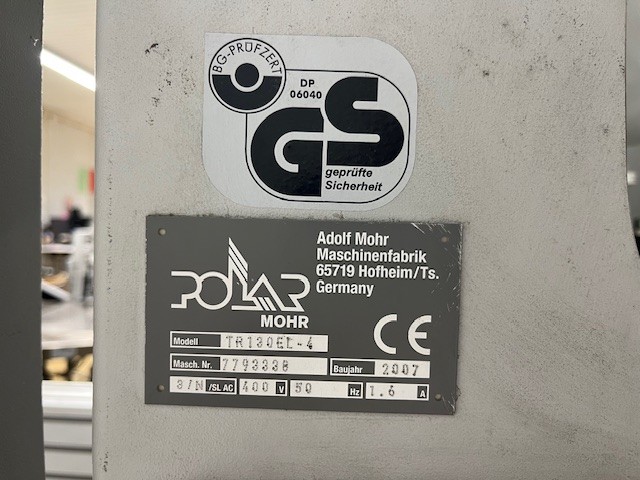 BG-PRÜFZERT
DP
06040
GS
geprüfte
Sicherheit
POLAR
MOHR
Adolf Mohr
Maschinenfabrik
65719 Hofheim/Ts.
Germany
CE
Modell TR130EL-4
Masch. Nr. 7793338 Baujahr 2007
3/N /SL AC 400 V 50 Hz 1.6 A